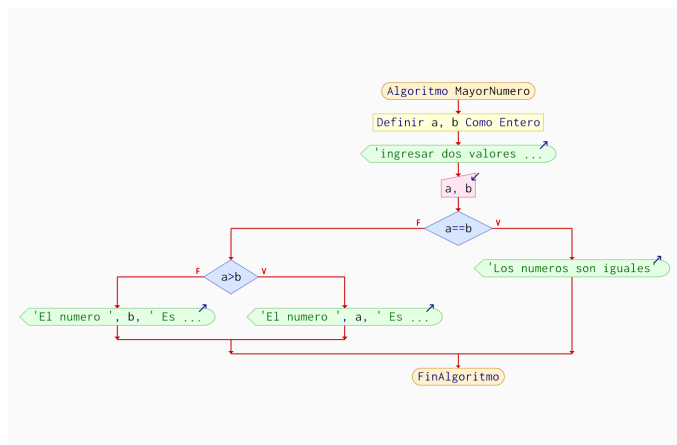 Algoritmo MayorNumero
Definir a, b Como Entero
'ingresar dos valores ...
a, b
F
a==b
V
F
a>b
V
'Los numeros son iguales'
'El numero ', b, ' Es ...
'El numero ', a, ' Es ...
FinAlgoritmo